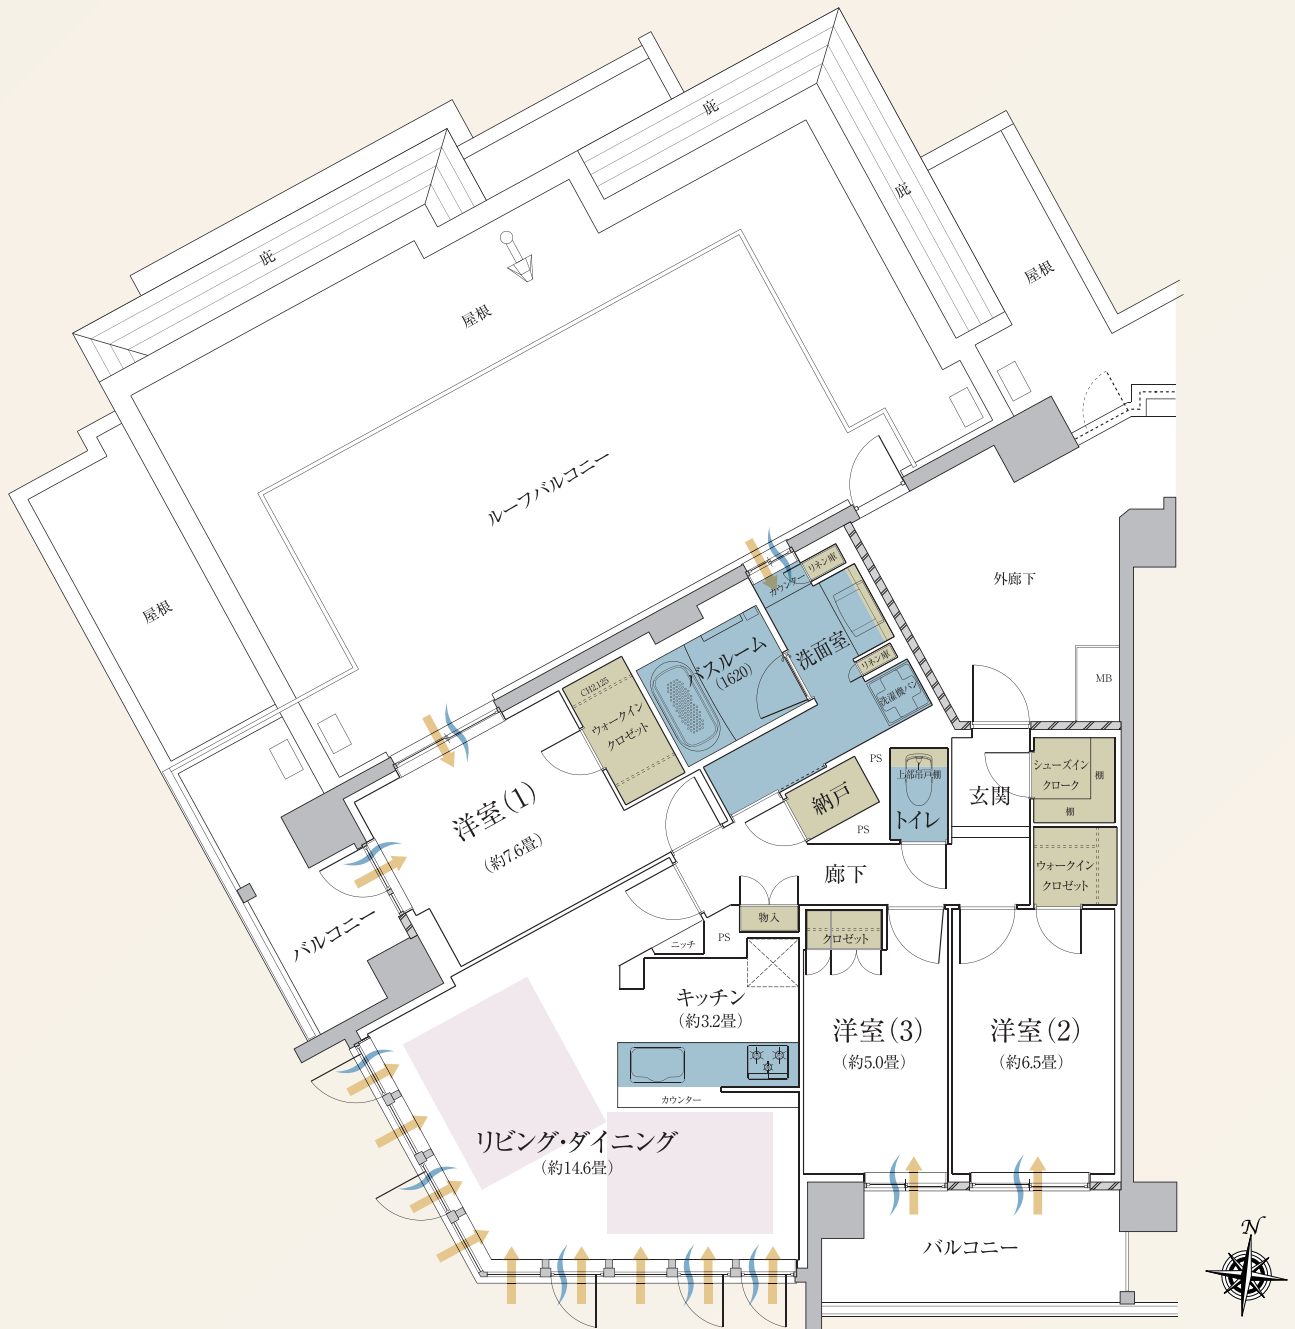 庇
庇
庇
屋根
屋根
屋根
ルーフバルコニー
外廊下
MB
リネン庫
カウンター
洗面室
リネン庫
洗濯機パン
バスルーム
(1620)
CH2,125
ウォークイン
クロゼット
洋室(1)
(約7.6畳)
PS
納戸
PS
上部吊戸棚
トイレ
玄関
シューズイン
クローク
棚
棚
ウォークイン
クロゼット
廊下
物入
PS
ニッチ
クロゼット
バルコニー
キッチン
(約3.2畳)
カウンター
洋室(3)
(約5.0畳)
洋室(2)
(約6.5畳)
リビング・ダイニング
(約14.6畳)
バルコニー
N